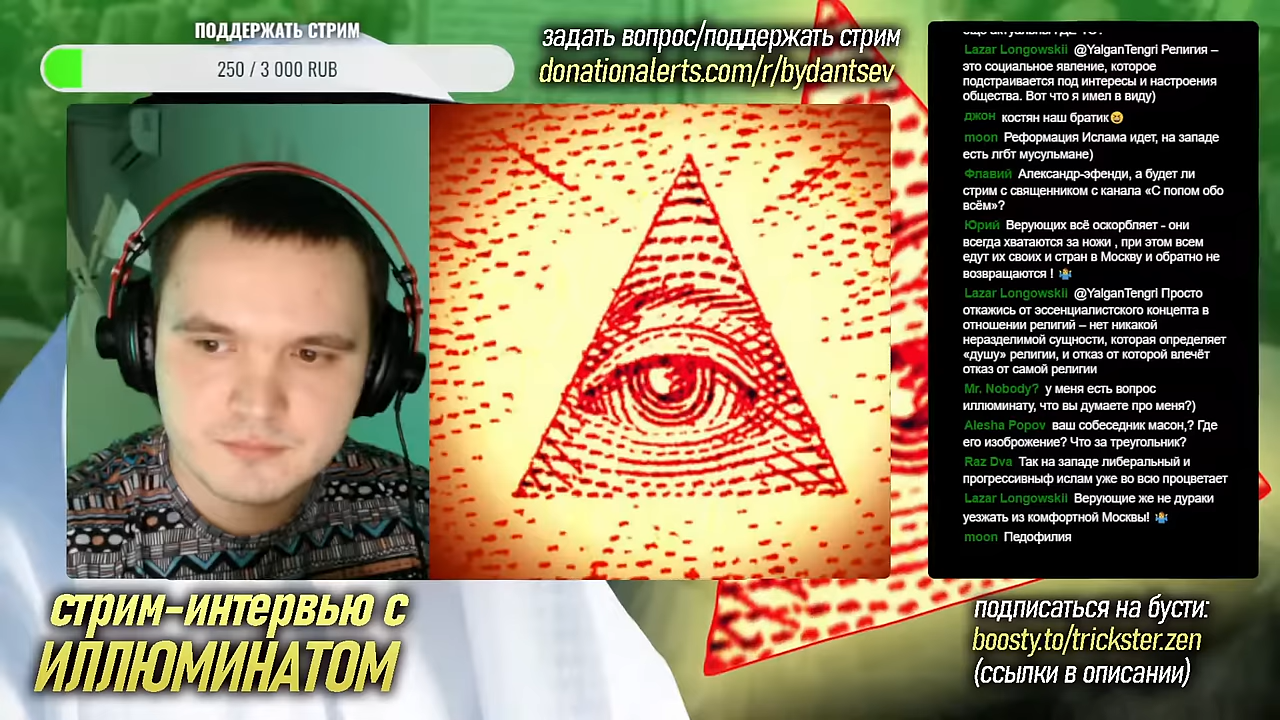 ПОДДЕРЖАТЬ СТРИМ
250 / 3 000 RUB
задать вопрос/поддержать стрим
donationalerts.com/r/bydantsev
Lazar Longowskii @YalganTengri Религия –
это социальное явление, которое
подстраивается под интересы и настроения
общества. Вот что я имел в виду)
джон костян наш братик😆
moon Реформация Ислама идет, на западе
есть лгбт мусульмане)
Флавий Александр-эфенди, а будет ли
стрим с священником с канала «С попом обо
всём»?
Юрий Верующих всё оскорбляет - они
всегда хватаются за ножи , при этом всем
едут их своих и стран в Москву и обратно не
возвращаются ! 🤷‍♂️
Lazar Longowskii @YalganTengri Просто
откажись от эссенциалистского концепта в
отношении религий – нет никакой
неразделимой сущности, которая определяет
«душу» религии, и отказ от которой влечёт
отказ от самой религии
Mr. Nobody? у меня есть вопрос
иллюминату, что вы думаете про меня?)
Alesha Popov ваш собеседник масон,? Где
его изоброжение? Что за треугольник?
Raz Dva Так на западе либеральный и
прогрессивныф ислам уже во всю процветает
Lazar Longowskii Верующие же не дураки
уезжать из комфортной Москвы! 🤷‍♂️
moon Педофилия
стрим-интервью с
ИЛЛЮМИНАТОМ
подписаться на бусти:
boosty.to/trickster.zen
(ссылки в описании)